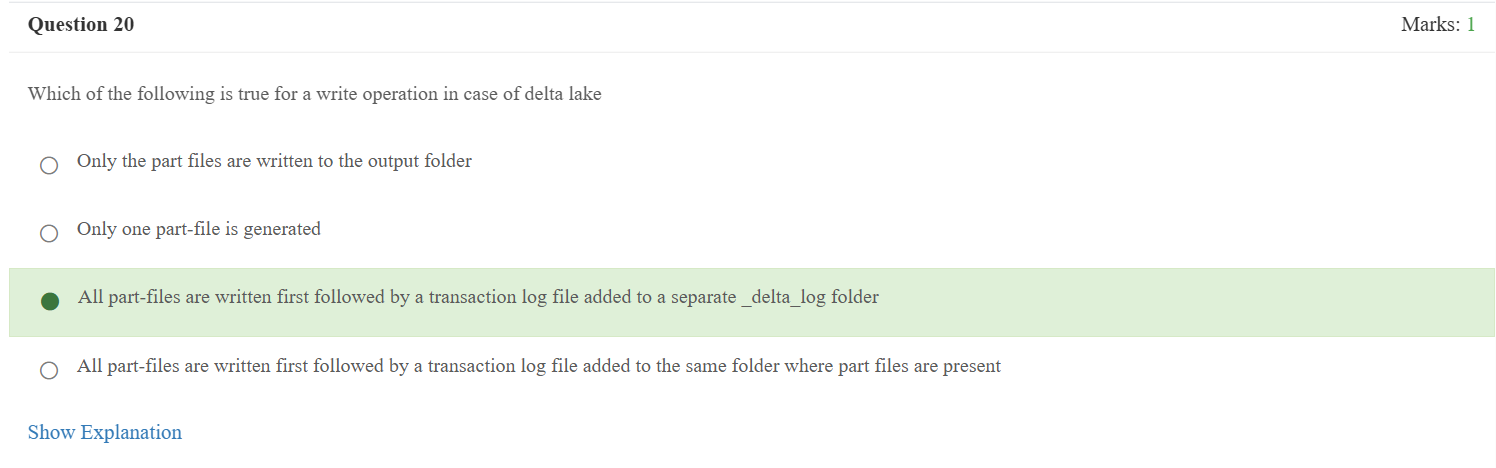 Question 20
Marks: 1
Which of the following is true for a write operation in case of delta lake
Only the part files are written to the output folder
Only one part-file is generated
All part-files are written first followed by a transaction log file added to a separate _delta_log folder
All part-files are written first followed by a transaction log file added to the same folder where part files are present
Show Explanation